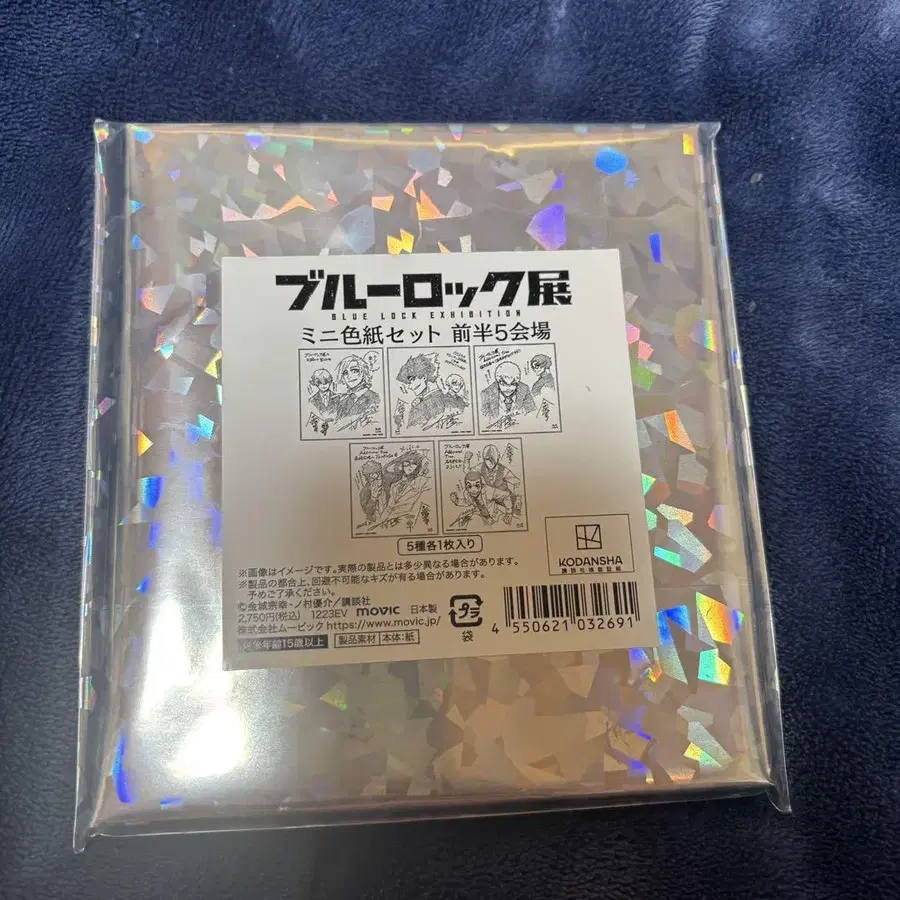 ブルーロック展
BLUE LOCK EXHIBITION
ミニ色紙セット 前半5会場
5種各1枚入り
※画像はイメージです。実際の製品とは多少異なる場合があります。
※製品の都合上、回避不可能なキズが有る場合があります。
予めご了承ください。
©金城宗幸・ノ村優介/講談社
2,750円(税込) 1223EV movic 日本製
株式会社ムービック https://www.movic.jp/
対象年齢15歳以上 製品素材 本体:紙
プラ
袋
KODANSHA
4 550621 032691